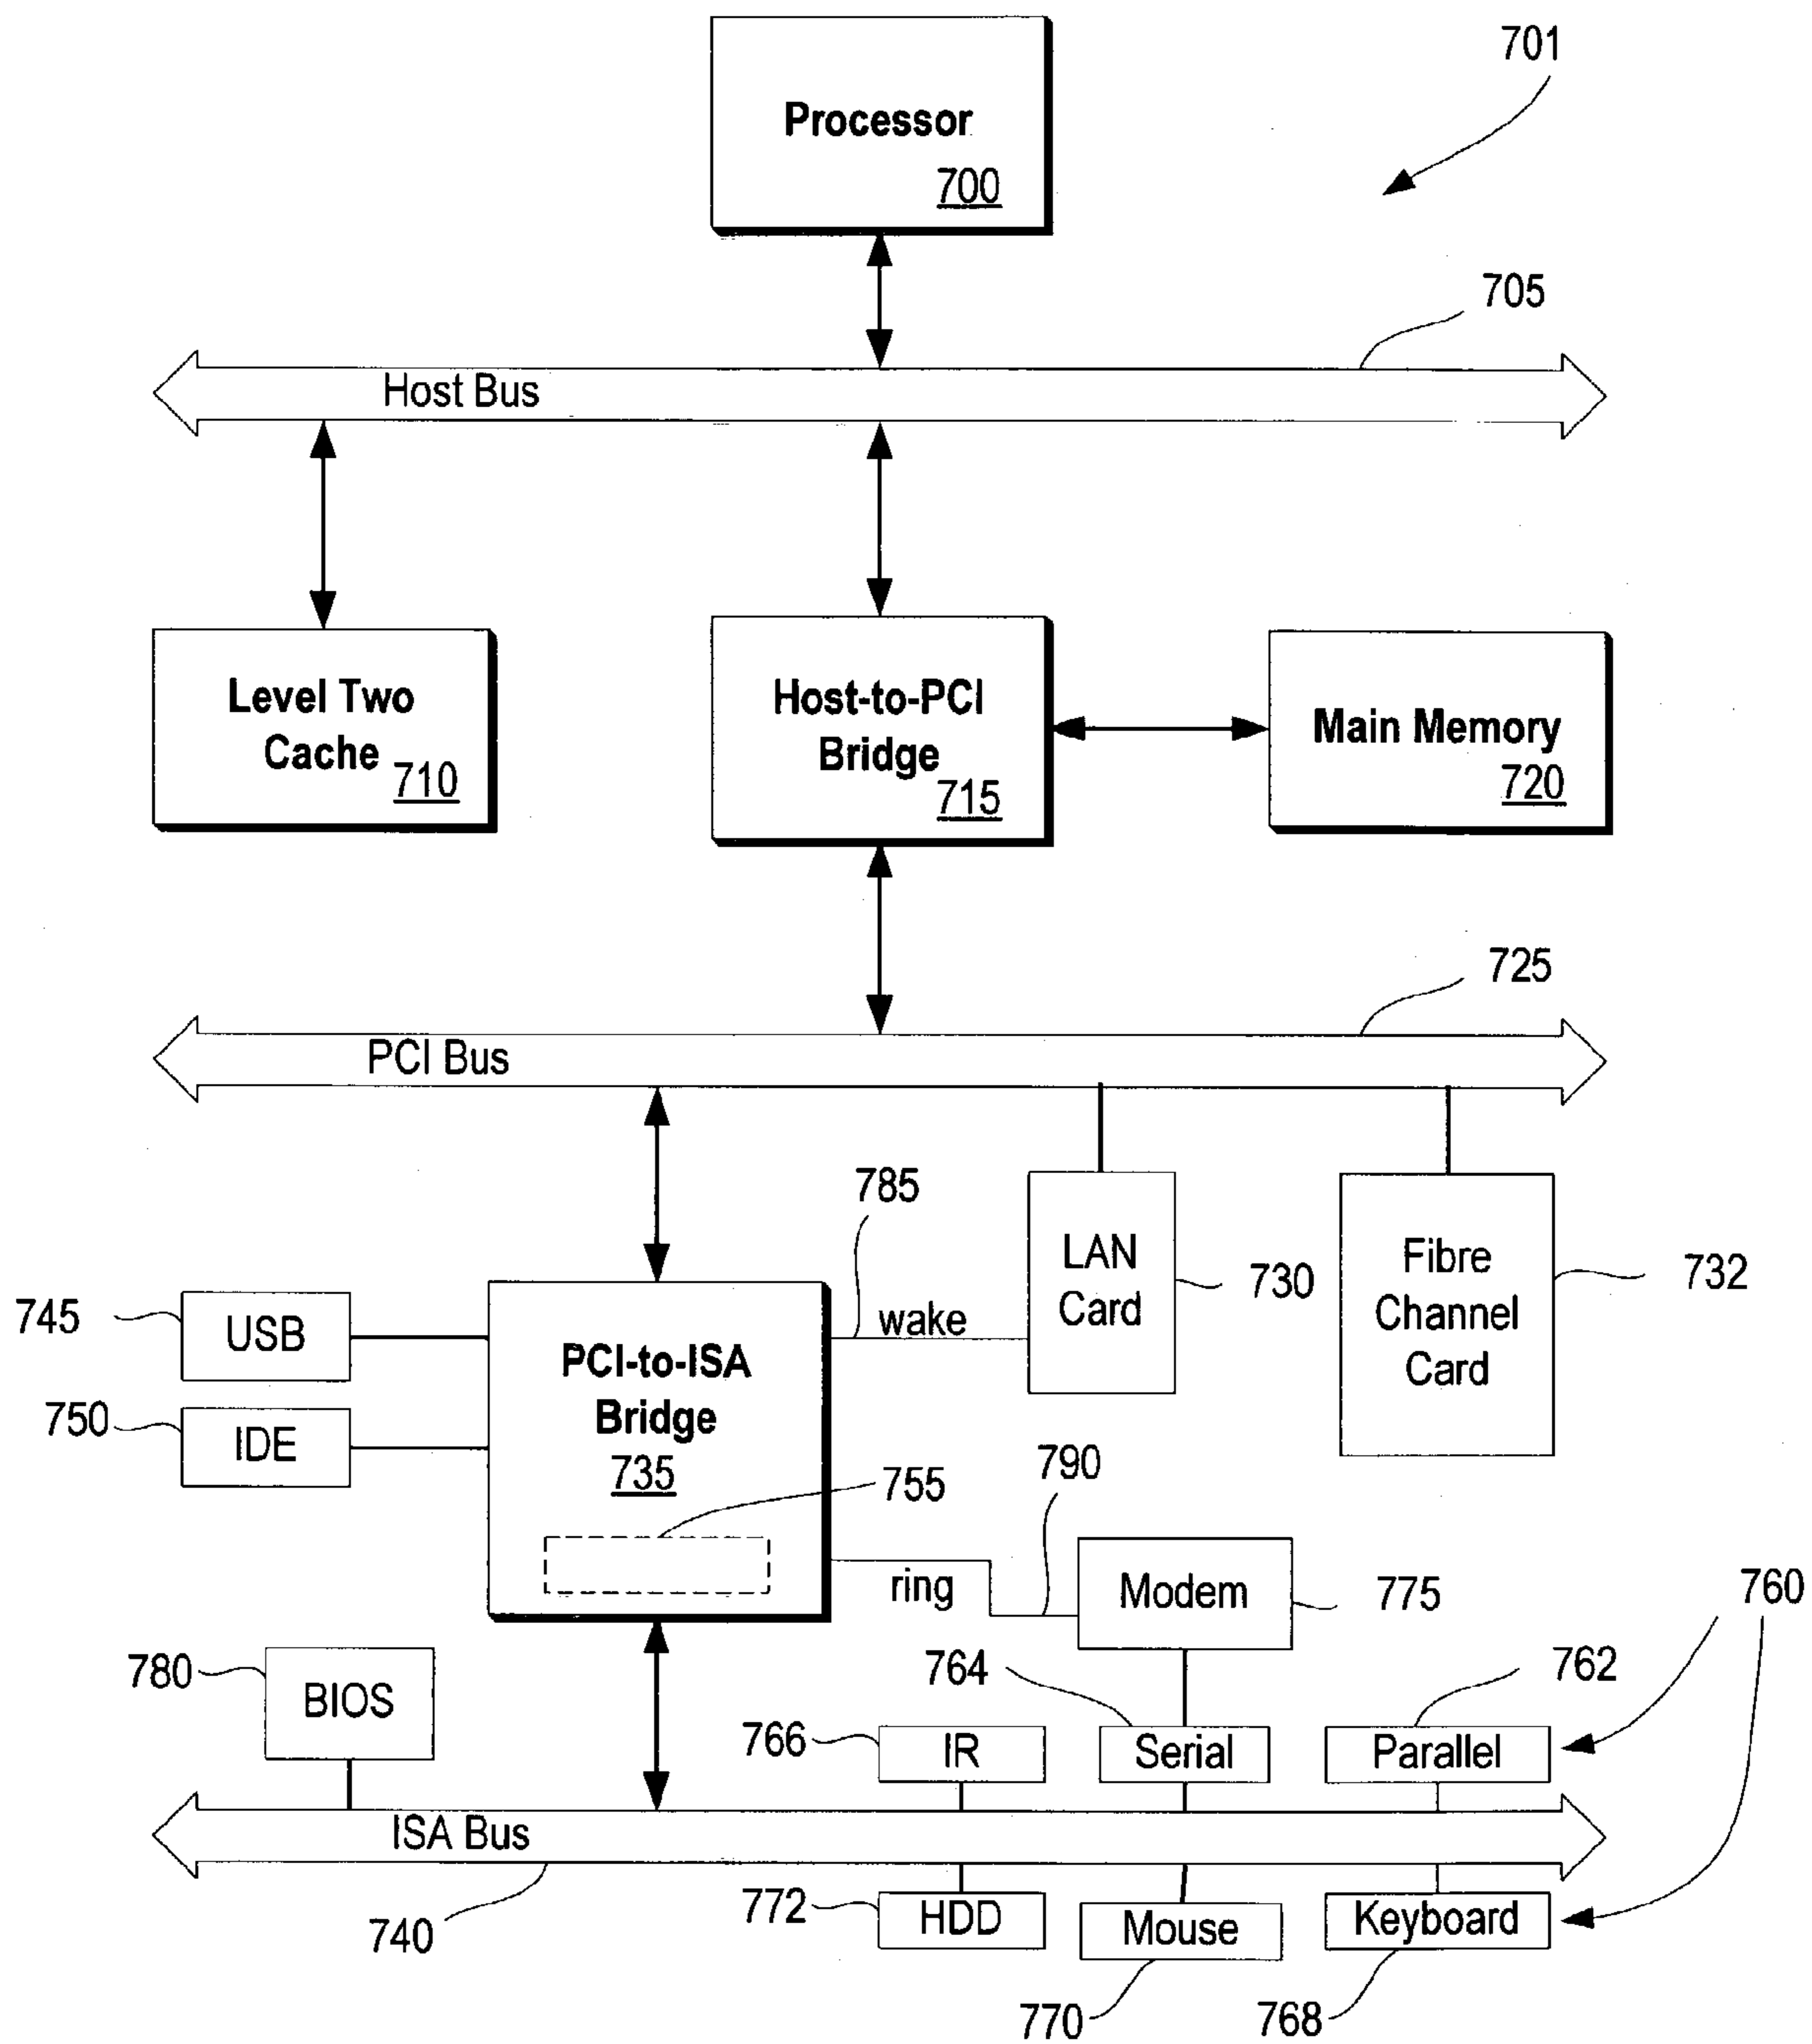 701
Processor
700
705
Host Bus
Level Two
Cache
710
Host-to-PCI
Bridge
715
Main Memory
720
725
PCI Bus
785
LAN
Card
730
Fibre
Channel
Card
732
745
USB
wake
PCI-to-ISA
Bridge
735
750
IDE
755
790
ring
Modem
775
760
780
BIOS
764
762
766
IR
Serial
Parallel
ISA Bus
740
772
HDD
Mouse
Keyboard
770
768